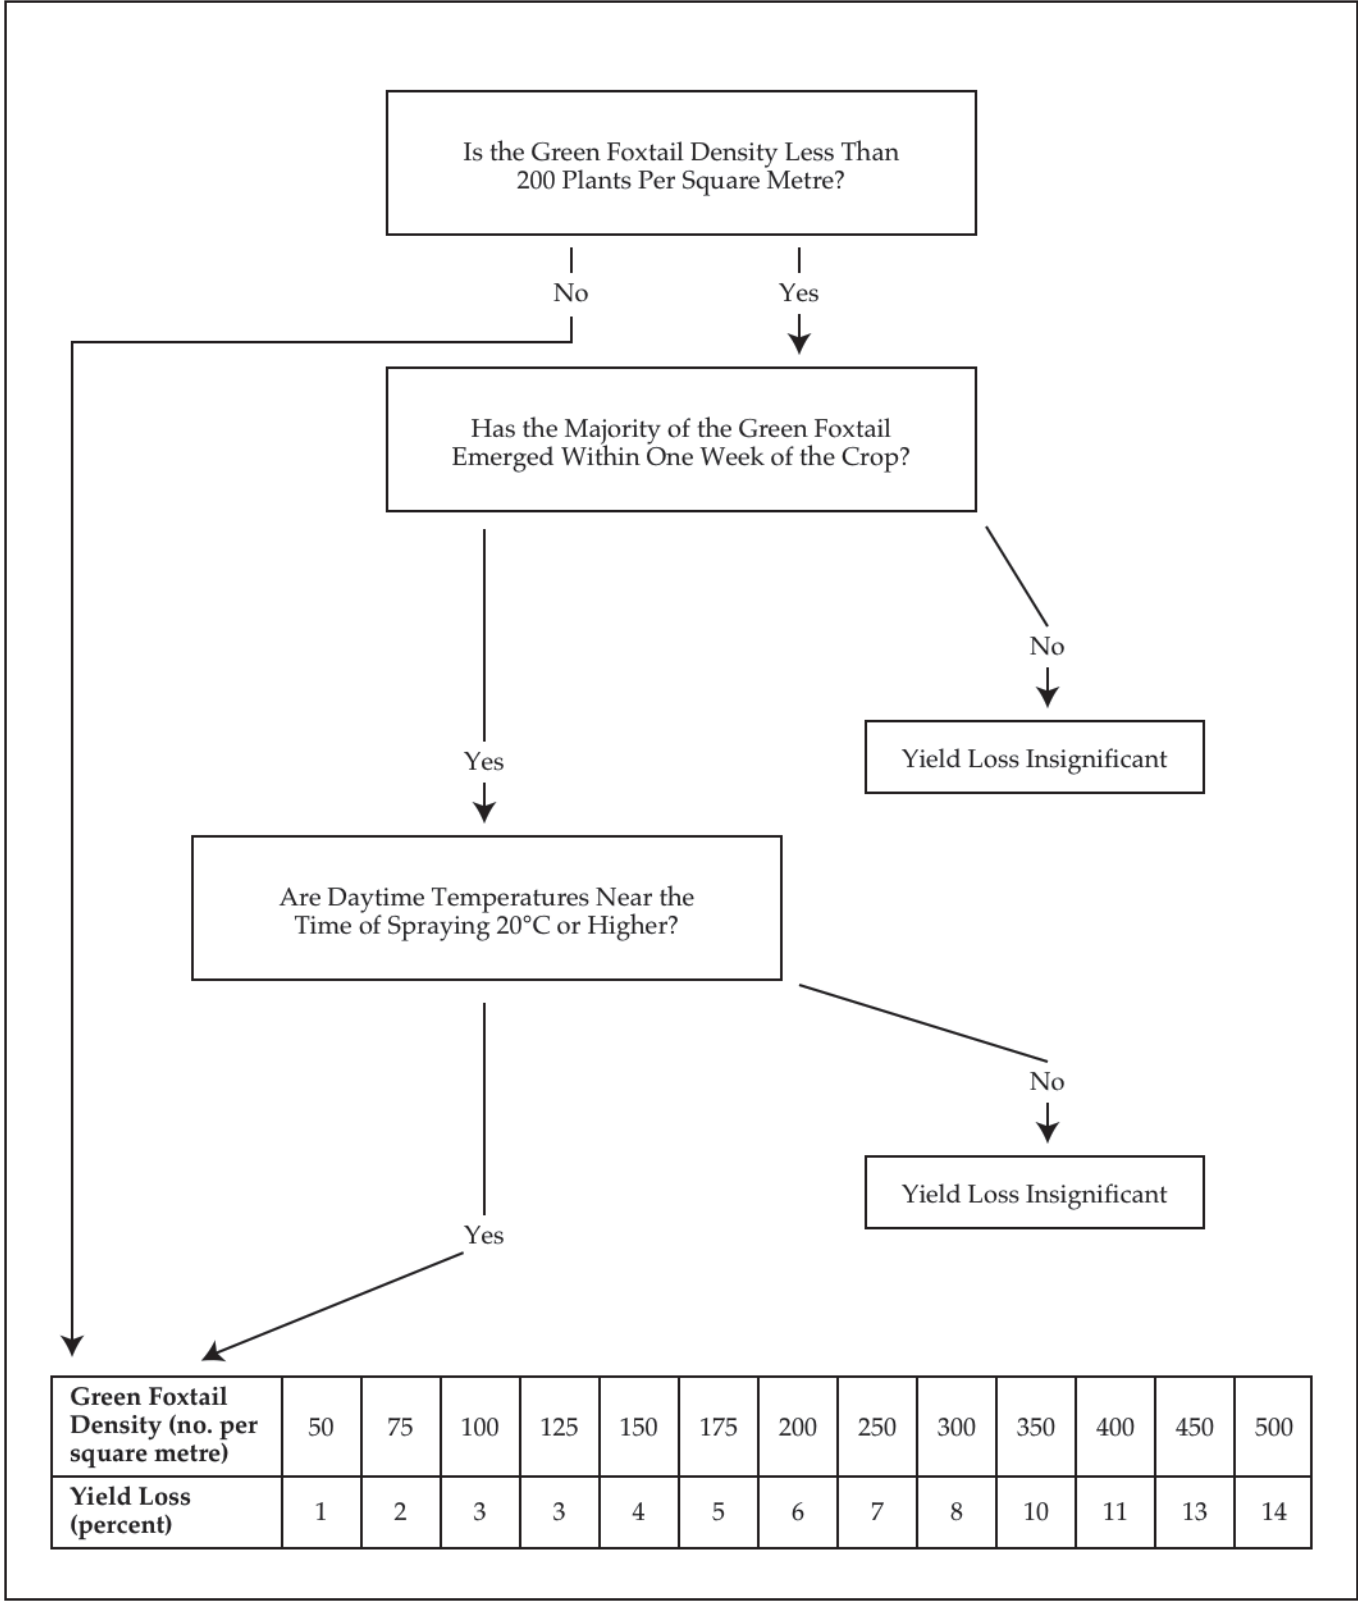 Is the Green Foxtail Density Less Than
200 Plants Per Square Metre?
No
Yes
Has the Majority of the Green Foxtail
Emerged Within One Week of the Crop?
No
Yield Loss Insignificant
Yes
Are Daytime Temperatures Near the
Time of Spraying 20°C or Higher?
No
Yield Loss Insignificant
Yes
Green Foxtail
Density (no. per
square metre)
50 75 100 125 150 175 200 250 300 350 400 450 500
Yield Loss
(percent)
1 2 3 3 4 5 6 7 8 10 11 13 14